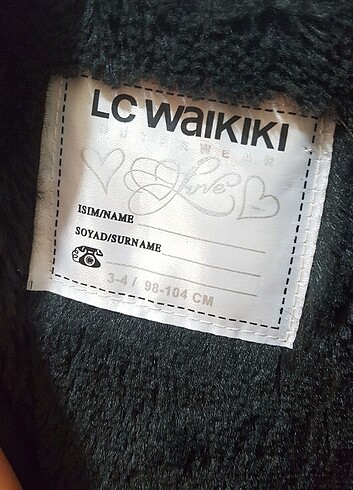 LC WAIKIKI
OUTERWEAR
Love
ISIM/NAME
SOYAD/SURNAME
3-4 / 98-104 CM